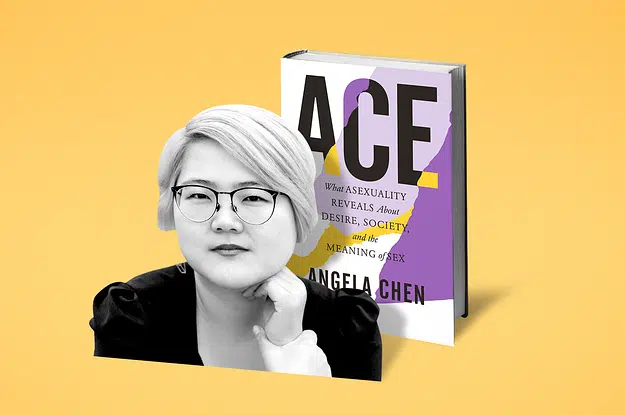 ACE
What ASEXUALITY
REVEALS About
DESIRE, SOCIETY,
and the
MEANING of SEX
ANGELA CHEN